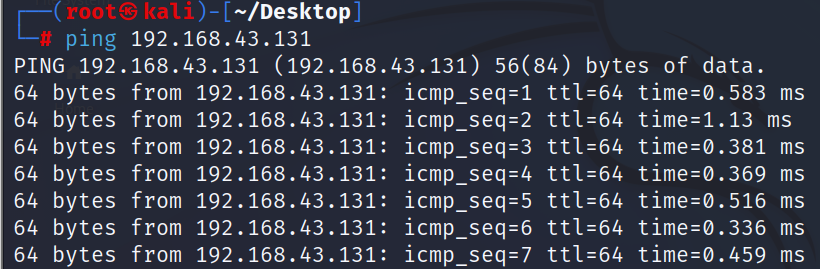 ┌──(root㉿kali)-[~/Desktop]
└─# ping 192.168.43.131
PING 192.168.43.131 (192.168.43.131) 56(84) bytes of data.
64 bytes from 192.168.43.131: icmp_seq=1 ttl=64 time=0.583 ms
64 bytes from 192.168.43.131: icmp_seq=2 ttl=64 time=1.13 ms
64 bytes from 192.168.43.131: icmp_seq=3 ttl=64 time=0.381 ms
64 bytes from 192.168.43.131: icmp_seq=4 ttl=64 time=0.369 ms
64 bytes from 192.168.43.131: icmp_seq=5 ttl=64 time=0.516 ms
64 bytes from 192.168.43.131: icmp_seq=6 ttl=64 time=0.336 ms
64 bytes from 192.168.43.131: icmp_seq=7 ttl=64 time=0.459 ms